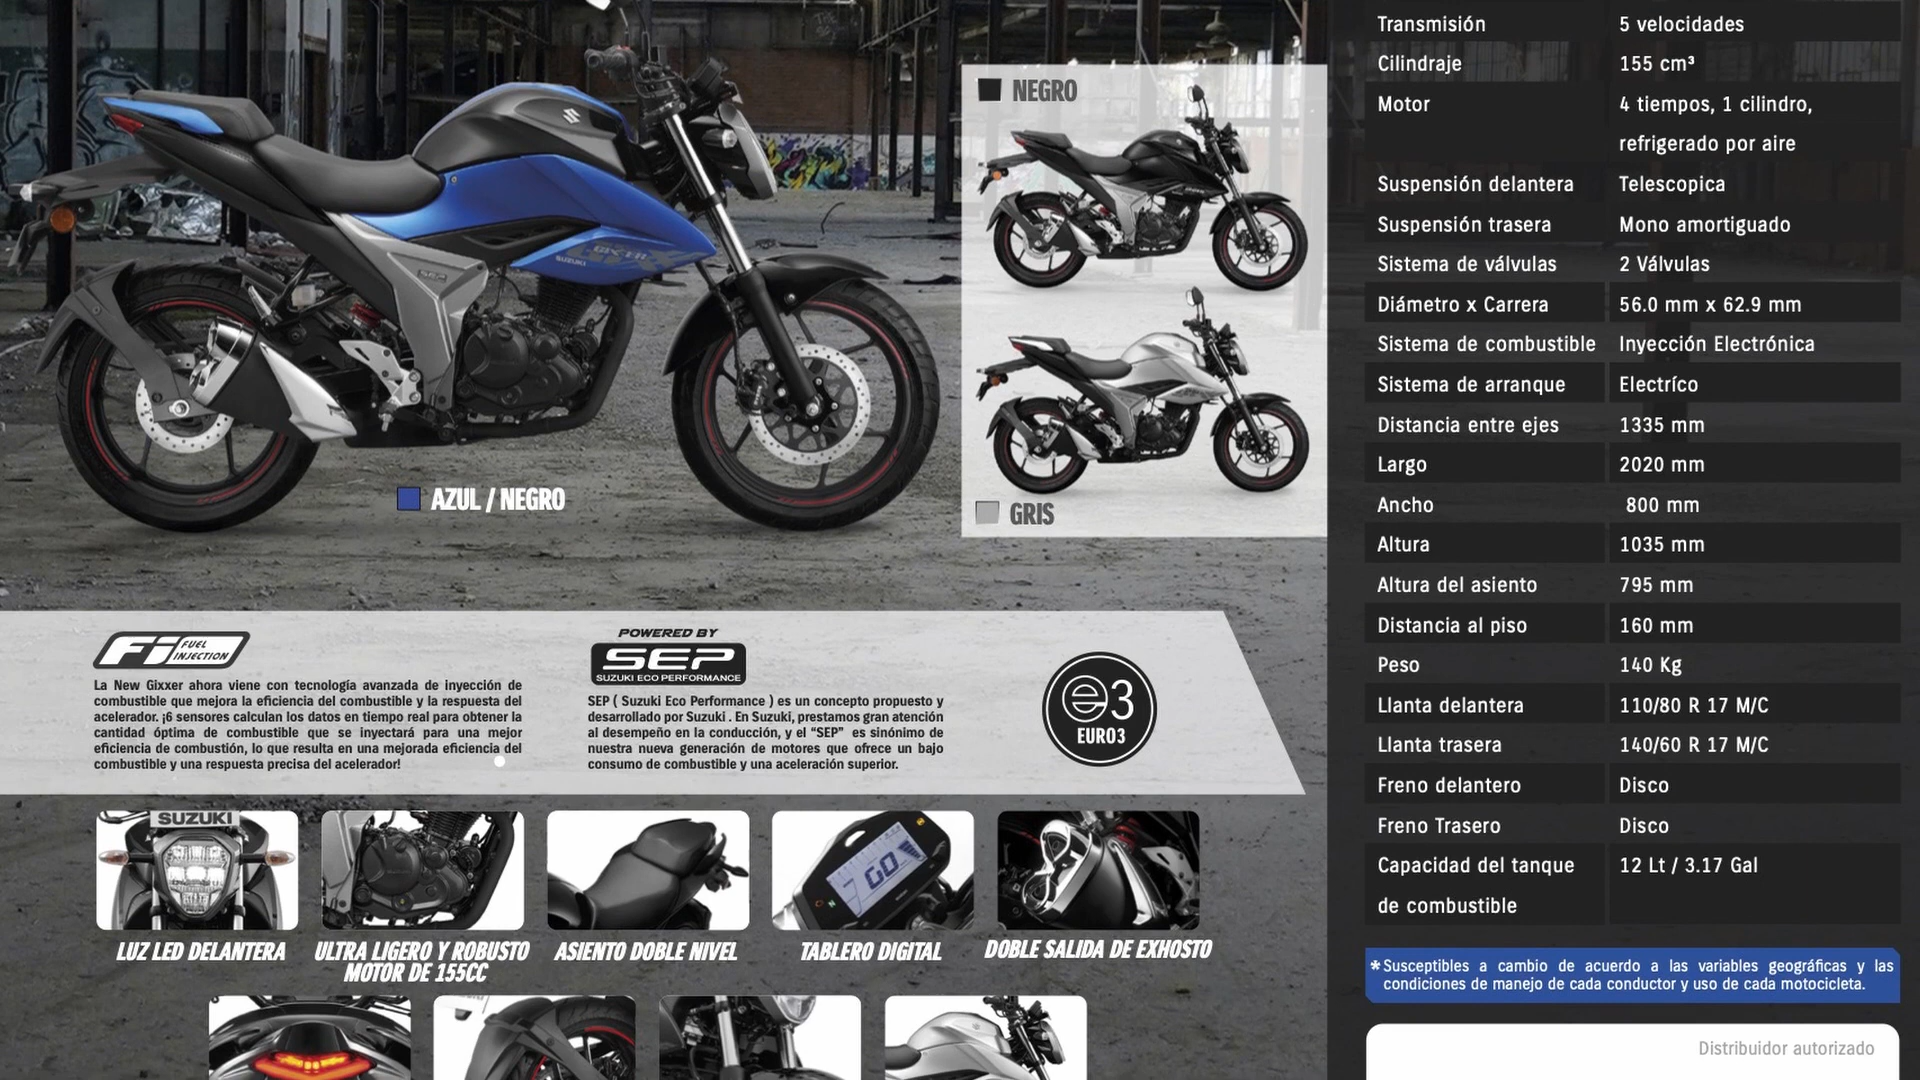 NEGRO
AZUL / NEGRO
GRIS
SUZUKI
SEP
Fi FUEL INJECTION
La New Gixxer ahora viene con tecnología avanzada de inyección de
combustible que mejora la eficiencia del combustible y la respuesta del
acelerador. ¡6 sensores calculan los datos en tiempo real para obtener la
cantidad óptima de combustible que se inyectará para una mejor
eficiencia de combustión, lo que resulta en una mejorada eficiencia del
combustible y una respuesta precisa del acelerador!
POWERED BY
SEP
SUZUKI ECO PERFORMANCE
SEP ( Suzuki Eco Performance ) es un concepto propuesto y
desarrollado por Suzuki . En Suzuki, prestamos gran atención
al desempeño en la conducción, y el “SEP” es sinónimo de
nuestra nueva generación de motores que ofrece un bajo
consumo de combustible y una aceleración superior.
e3
EURO3
SUZUKI
GO
LUZ LED DELANTERA
ULTRA LIGERO Y ROBUSTO
MOTOR DE 155CC
ASIENTO DOBLE NIVEL
TABLERO DIGITAL
DOBLE SALIDA DE EXHOSTO
Transmisión 5 velocidades
Cilindraje 155 cm³
Motor 4 tiempos, 1 cilindro,
refrigerado por aire
Suspensión delantera Telescopica
Suspensión trasera Mono amortiguado
Sistema de válvulas 2 Válvulas
Diámetro x Carrera 56.0 mm x 62.9 mm
Sistema de combustible Inyección Electrónica
Sistema de arranque Electríco
Distancia entre ejes 1335 mm
Largo 2020 mm
Ancho 800 mm
Altura 1035 mm
Altura del asiento 795 mm
Distancia al piso 160 mm
Peso 140 Kg
Llanta delantera 110/80 R 17 M/C
Llanta trasera 140/60 R 17 M/C
Freno delantero Disco
Freno Trasero Disco
Capacidad del tanque 12 Lt / 3.17 Gal
de combustible
*Susceptibles a cambio de acuerdo a las variables geográficas y las
condiciones de manejo de cada conductor y uso de cada motocicleta.
Distribuidor autorizado